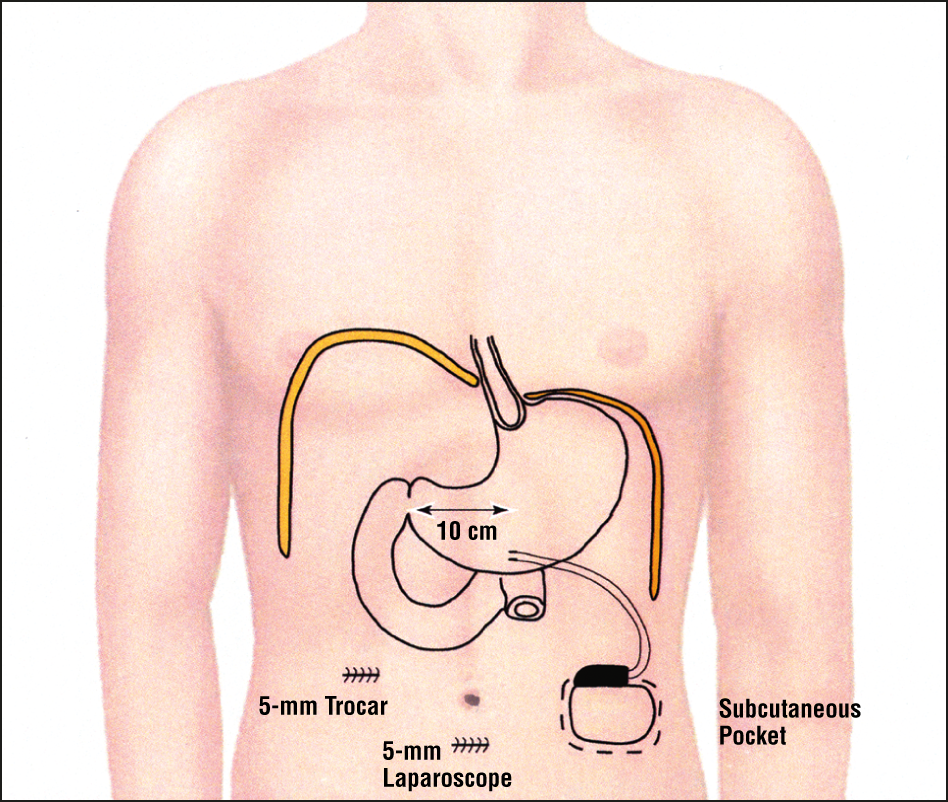 10 cm
5-mm Trocar
5-mm
Laparoscope
Subcutaneous
Pocket